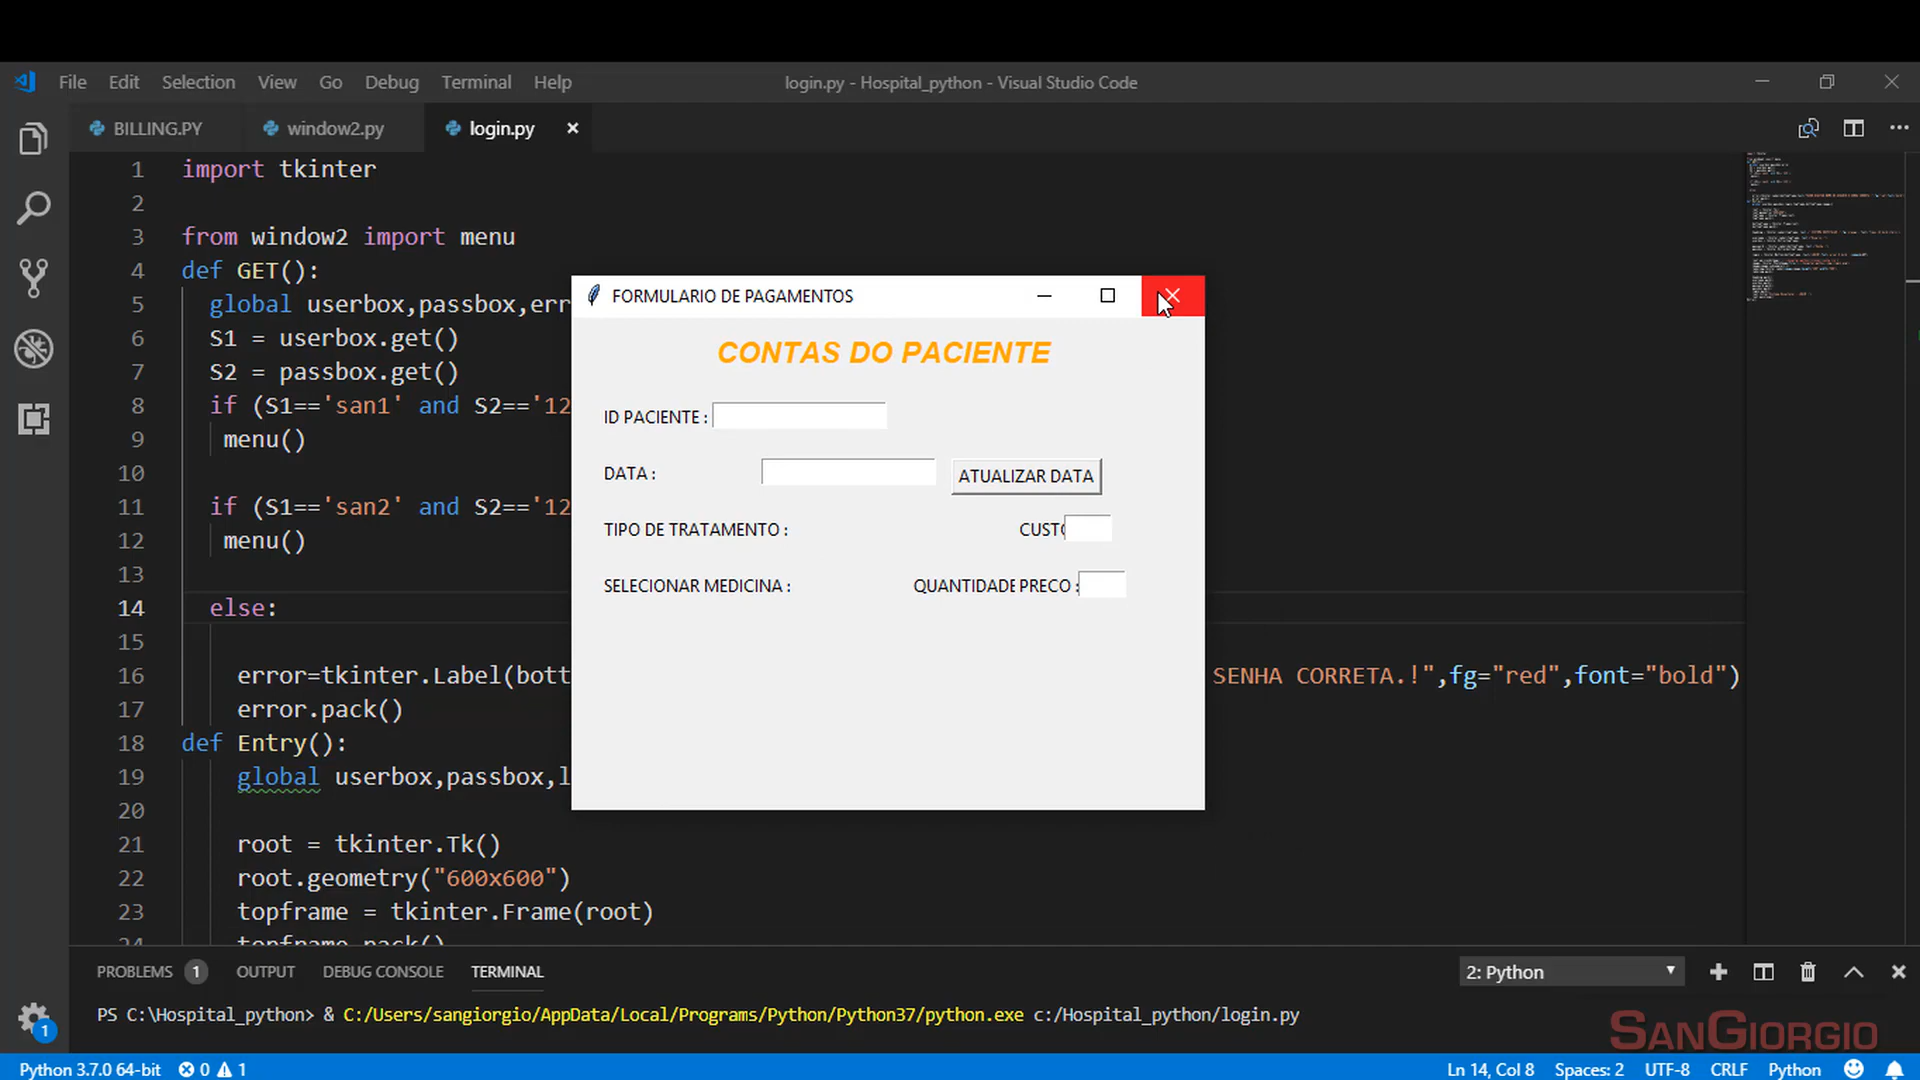 File Edit Selection View Go Debug Terminal Help
login.py - Hospital_python - Visual Studio Code
BILLING.PY window2.py login.py
1 import tkinter
2
3 from window2 import menu
4 def GET():
5 global userbox,passbox,err
6 S1 = userbox.get()
7 S2 = passbox.get()
8 if (S1=='san1' and S2=='12
9 menu()
10
11 if (S1=='san2' and S2=='12
12 menu()
13
14 else:
15
16 error=tkinter.Label(bott SENHA CORRETA.!",fg="red",font="bold")
17 error.pack()
18 def Entry():
19 global userbox,passbox,l
20
21 root = tkinter.Tk()
22 root.geometry("600x600")
23 topframe = tkinter.Frame(root)
24 topframe.pack()
FORMULARIO DE PAGAMENTOS
CONTAS DO PACIENTE
ID PACIENTE :
DATA : ATUALIZAR DATA
TIPO DE TRATAMENTO : CUSTO
SELECIONAR MEDICINA : QUANTIDADE PRECO :
PROBLEMS 1 OUTPUT DEBUG CONSOLE TERMINAL
2: Python
PS C:\Hospital_python> & C:/Users/sangiorgio/AppData/Local/Programs/Python/Python37/python.exe c:/Hospital_python/login.py
1
SANGIORGIO
Python 3.7.0 64-bit 0 1
Ln 14, Col 8 Spaces: 2 UTF-8 CRLF Python